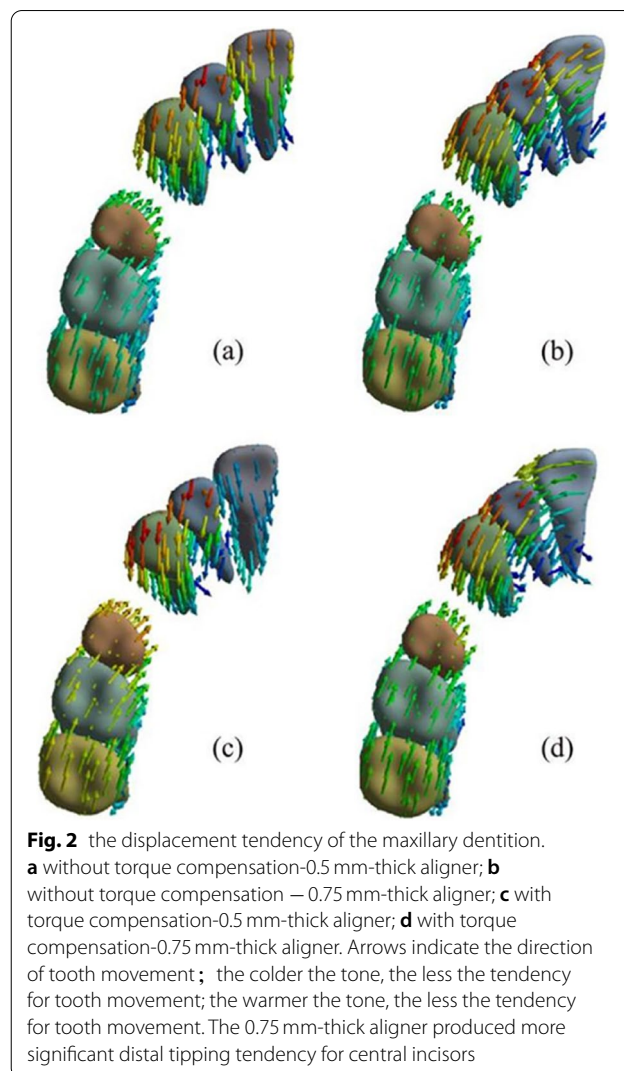 (a)
(b)
(c)
(d)
Fig. 2 the displacement tendency of the maxillary dentition.
a without torque compensation-0.5 mm-thick aligner; b
without torque compensation — 0.75 mm-thick aligner; c with
torque compensation-0.5 mm-thick aligner; d with torque
compensation-0.75 mm-thick aligner. Arrows indicate the direction
of tooth movement; the colder the tone, the less the tendency
for tooth movement; the warmer the tone, the less the tendency
for tooth movement. The 0.75 mm-thick aligner produced more
significant distal tipping tendency for central incisors